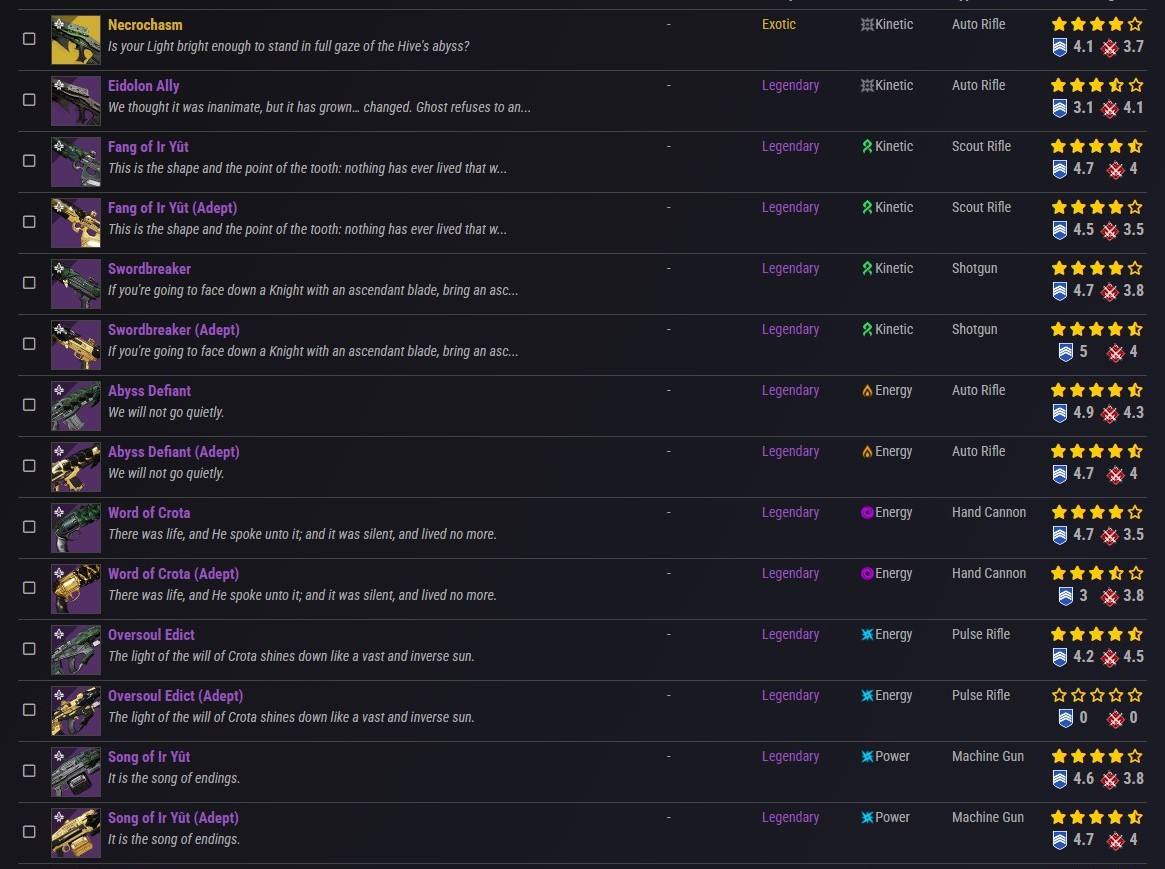 Necrochasm - Exotic Kinetic Auto Rifle
Is your Light bright enough to stand in full gaze of the Hive's abyss? 4.1 3.7
Eidolon Ally - Legendary Kinetic Auto Rifle
We thought it was inanimate, but it has grown… changed. Ghost refuses to an... 3.1 4.1
Fang of Ir Yût - Legendary Kinetic Scout Rifle
This is the shape and the point of the tooth: nothing has ever lived that w... 4.7 4
Fang of Ir Yût (Adept) - Legendary Kinetic Scout Rifle
This is the shape and the point of the tooth: nothing has ever lived that w... 4.5 3.5
Swordbreaker - Legendary Kinetic Shotgun
If you're going to face down a Knight with an ascendant blade, bring an asc... 4.7 3.8
Swordbreaker (Adept) - Legendary Kinetic Shotgun
If you're going to face down a Knight with an ascendant blade, bring an asc... 5 4
Abyss Defiant - Legendary Energy Auto Rifle
We will not go quietly. 4.9 4.3
Abyss Defiant (Adept) - Legendary Energy Auto Rifle
We will not go quietly. 4.7 4
Word of Crota - Legendary Energy Hand Cannon
There was life, and He spoke unto it; and it was silent, and lived no more. 4.7 3.5
Word of Crota (Adept) - Legendary Energy Hand Cannon
There was life, and He spoke unto it; and it was silent, and lived no more. 3 3.8
Oversoul Edict - Legendary Energy Pulse Rifle
The light of the will of Crota shines down like a vast and inverse sun. 4.2 4.5
Oversoul Edict (Adept) - Legendary Energy Pulse Rifle
The light of the will of Crota shines down like a vast and inverse sun. 0 0
Song of Ir Yût - Legendary Power Machine Gun
It is the song of endings. 4.6 3.8
Song of Ir Yût (Adept) - Legendary Power Machine Gun
It is the song of endings. 4.7 4